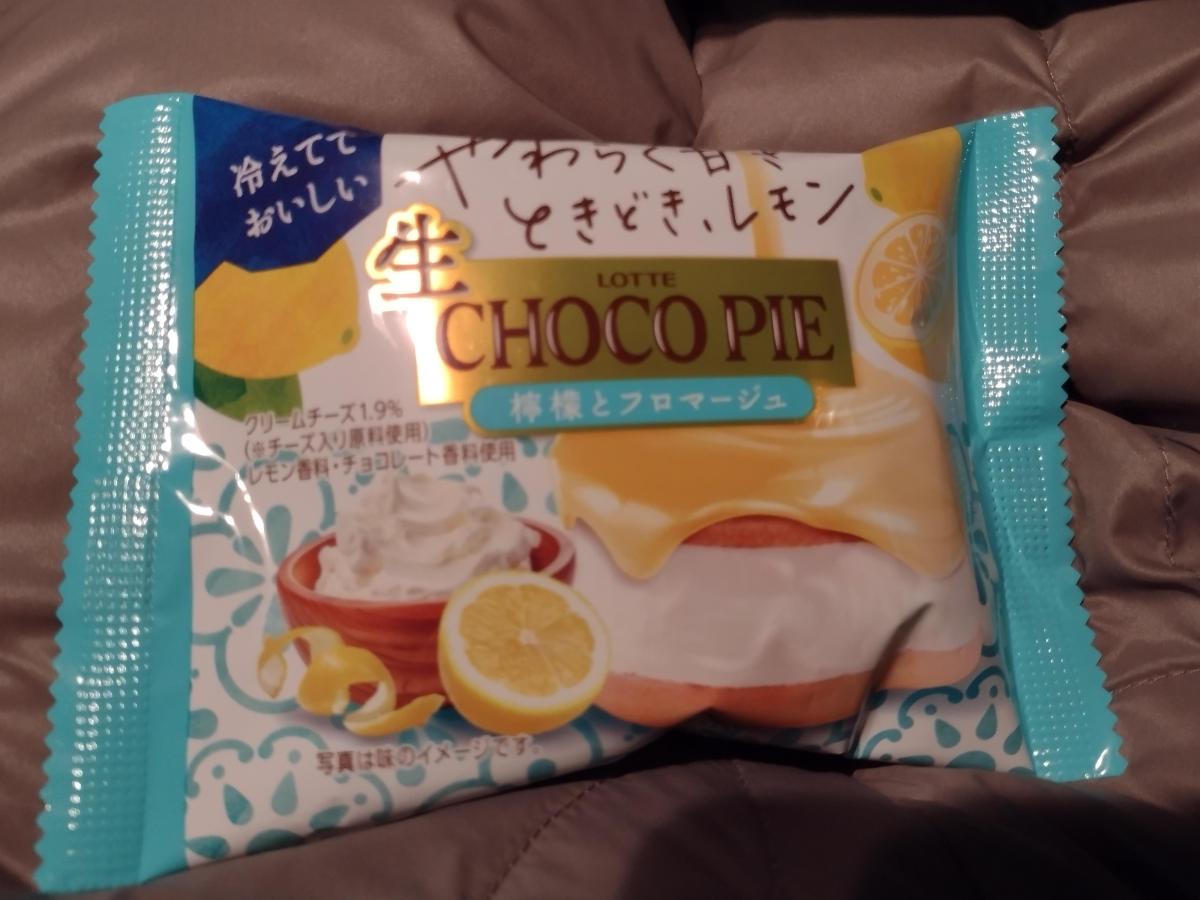 冷えてて
おいしい
やわらく甘く
ときどき、レモン
生
LOTTE
CHOCO PIE
檸檬とフロマージュ
クリームチーズ1.9%
(※チーズ入り原料使用)
レモン香料・チョコレート香料使用
写真は味のイメージです。